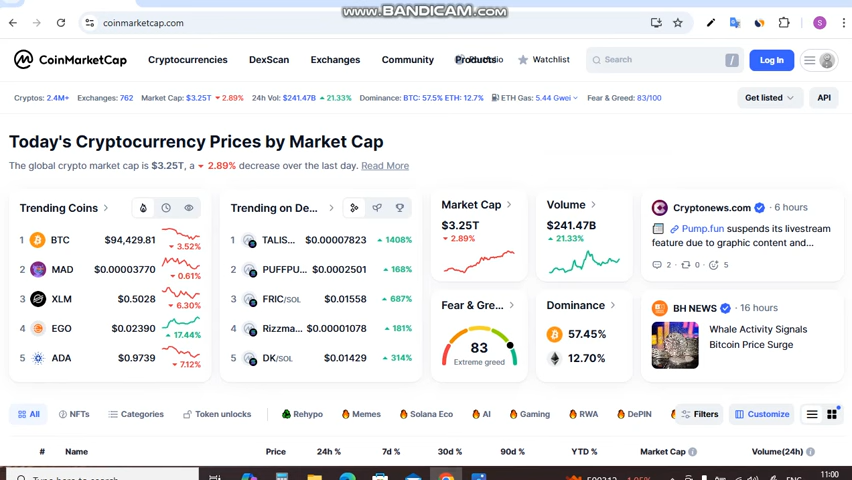 www.BANDICAM.com
coinmarketcap.com
S
CoinMarketCap Cryptocurrencies DexScan Exchanges Community Products Watchlist Search / Log In
Cryptos: 2.4M+ Exchanges: 762 Market Cap: $3.25T 2.89% 24h Vol: $241.47B 21.33% Dominance: BTC: 57.5% ETH: 12.7% ETH Gas: 5.44 Gwei Fear & Greed: 83/100 Get listed API
Today's Cryptocurrency Prices by Market Cap
The global crypto market cap is $3.25T, a 2.89% decrease over the last day. Read More
Trending Coins
1 BTC $94,429.81 3.52%
2 MAD $0.00003770 0.61%
3 XLM $0.5028 6.30%
4 EGO $0.02390 17.44%
5 ADA $0.9739 7.12%
Trending on De...
1 TALIS... $0.00007823 1408%
2 PUFFPU... $0.0002501 168%
3 FRIC/SOL $0.01558 687%
4 Rizzma... $0.00001078 181%
5 DK/SOL $0.01429 314%
Market Cap
$3.25T
2.89%
Volume
$241.47B
21.33%
Fear & Gre...
83
Extreme greed
Dominance
57.45%
12.70%
Cryptonews.com · 6 hours
Pump.fun suspends its livestream
feature due to graphic content and...
2 0 5
BH NEWS · 16 hours
Whale Activity Signals
Bitcoin Price Surge
All NFTs Categories Token unlocks Rehypo Memes Solana Eco AI Gaming RWA DePIN Filters Customize
# Name Price 24h % 7d % 30d % 90d % YTD % Market Cap Volume(24h)
11:00